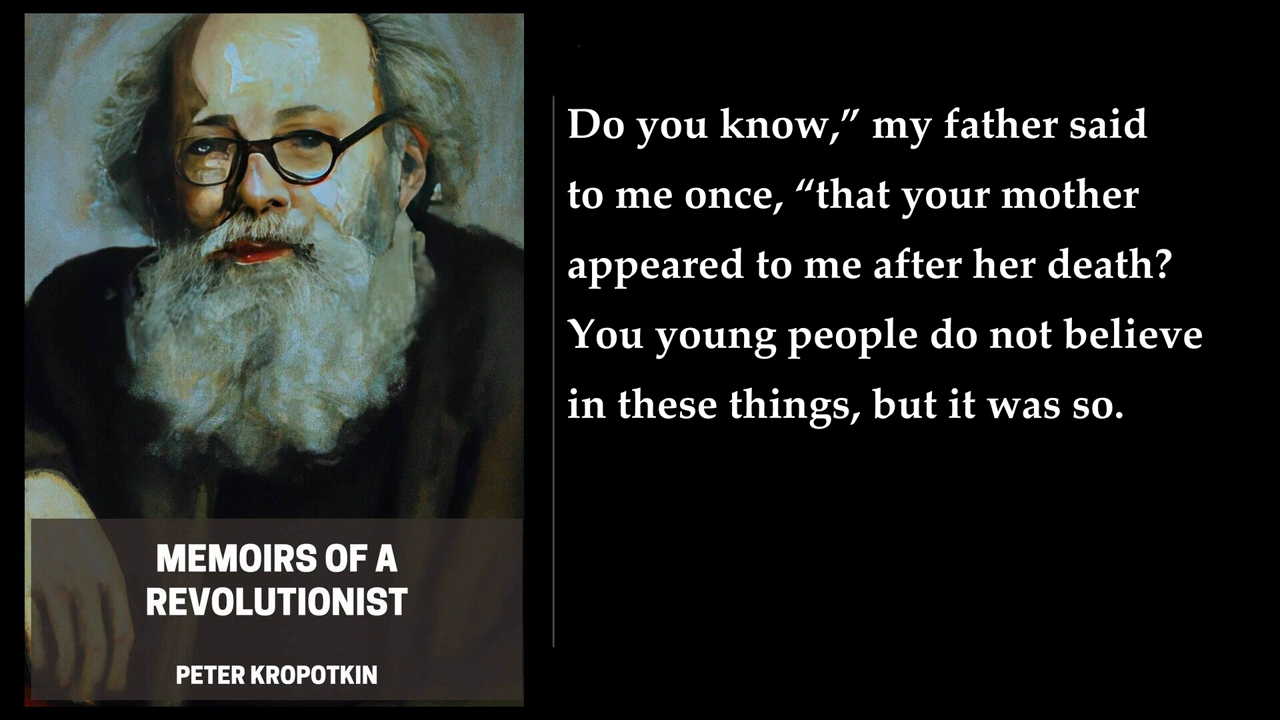 MEMOIRS OF A
REVOLUTIONIST
PETER KROPOTKIN
Do you know,” my father said
to me once, “that your mother
appeared to me after her death?
You young people do not believe
in these things, but it was so.